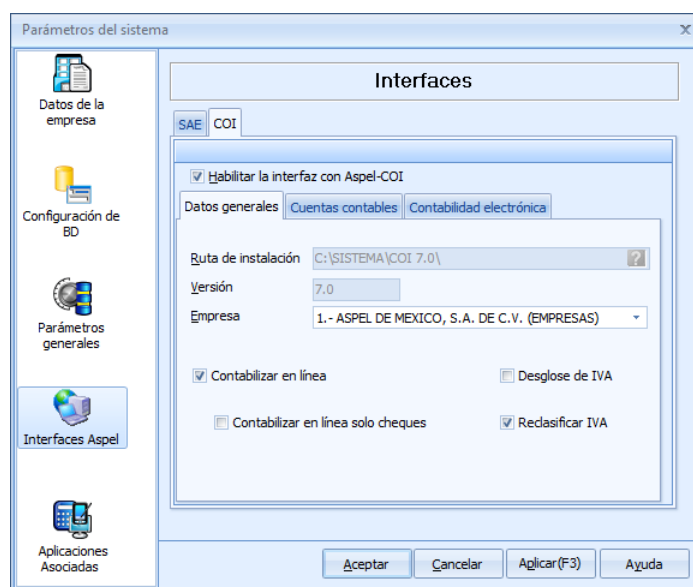 Parámetros del sistema
x
Datos de la
empresa
Configuración de
BD
Parámetros
generales
Interfaces Aspel
Aplicaciones
Asociadas
Interfaces
SAE COI
Habilitar la interfaz con Aspel-COI
Datos generales Cuentas contables Contabilidad electrónica
Ruta de instalación C:\SISTEMA\COI 7.0\ ?
Versión 7.0
Empresa 1.- ASPEL DE MEXICO, S.A. DE C.V. (EMPRESAS)
Contabilizar en línea Desglose de IVA
Contabilizar en línea solo cheques Reclasificar IVA
Aceptar Cancelar Aplicar(F3) Ayuda